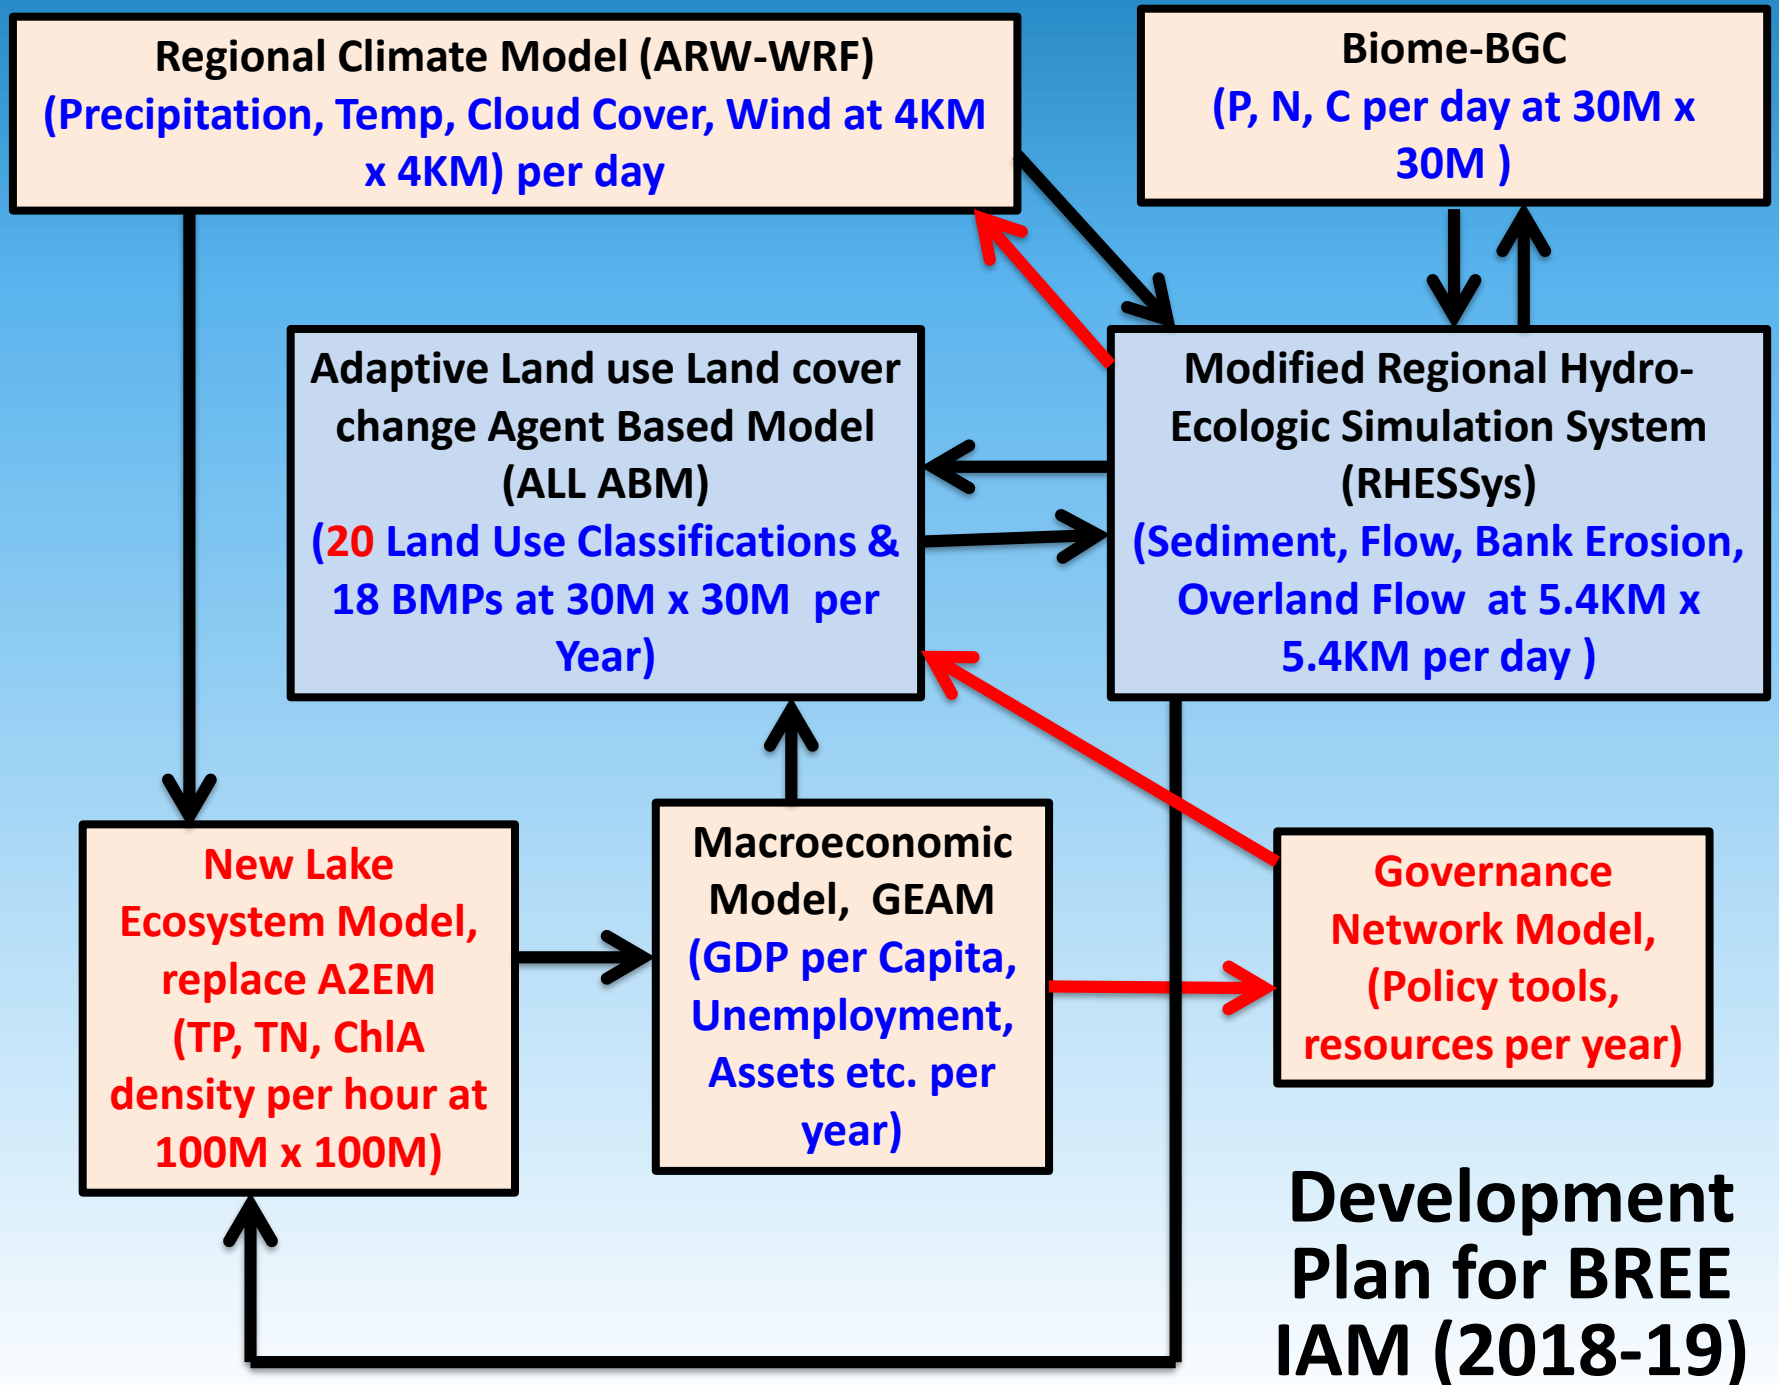 Regional Climate Model (ARW-WRF)
(Precipitation, Temp, Cloud Cover, Wind at 4KM
x 4KM) per day
Biome-BGC
(P, N, C per day at 30M x
30M )
Adaptive Land use Land cover
change Agent Based Model
(ALL ABM)
(20 Land Use Classifications &
18 BMPs at 30M x 30M  per
Year)
Modified Regional Hydro-
Ecologic Simulation System
(RHESSys)
(Sediment, Flow, Bank Erosion,
Overland Flow  at 5.4KM x
5.4KM per day )
New Lake
Ecosystem Model,
replace A2EM
(TP, TN, ChlA
density per hour at
100M x 100M)
Macroeconomic
Model,  GEAM
(GDP per Capita,
Unemployment,
Assets etc. per
year)
Governance
Network Model,
(Policy tools,
resources per year)
Development
Plan for BREE
IAM (2018-19)